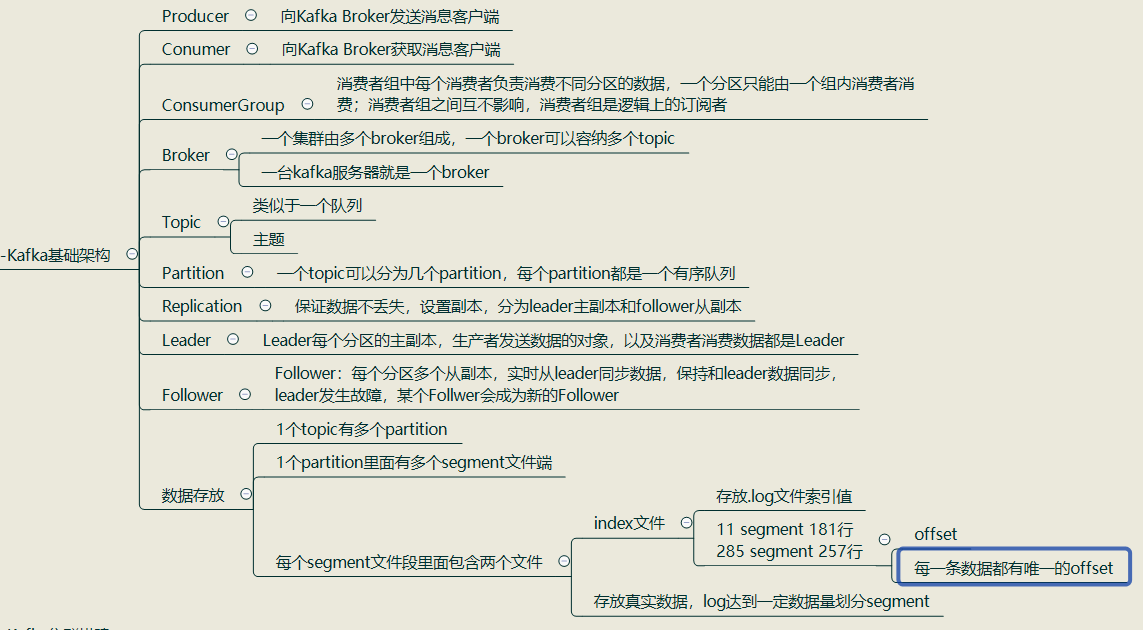 Producer 向Kafka Broker发送消息客户端
Conumer 向Kafka Broker获取消息客户端
消费者组中每个消费者负责消费不同分区的数据，一个分区只能由一个组内消费者消
ConsumerGroup 费；消费者组之间互不影响，消费者组是逻辑上的订阅者
一个集群由多个broker组成，一个broker可以容纳多个topic
Broker
一台kafka服务器就是一个broker
类似于一个队列
Topic
主题
-Kafka基础架构
Partition 一个topic可以分为几个partition，每个partition都是一个有序队列
Replication 保证数据不丢失，设置副本，分为leader主副本和follower从副本
Leader Leader每个分区的主副本，生产者发送数据的对象，以及消费者消费数据都是Leader
Follower：每个分区多个从副本，实时从leader同步数据，保持和leader数据同步，
Follower leader发生故障，某个Follwer会成为新的Follower
1个topic有多个partition
1个partition里面有多个segment文件端
数据存放
存放.log文件索引值
index文件
11 segment 181行
285 segment 257行
offset
每个segment文件段里面包含两个文件
每一条数据都有唯一的offset
存放真实数据，log达到一定数据量划分segment